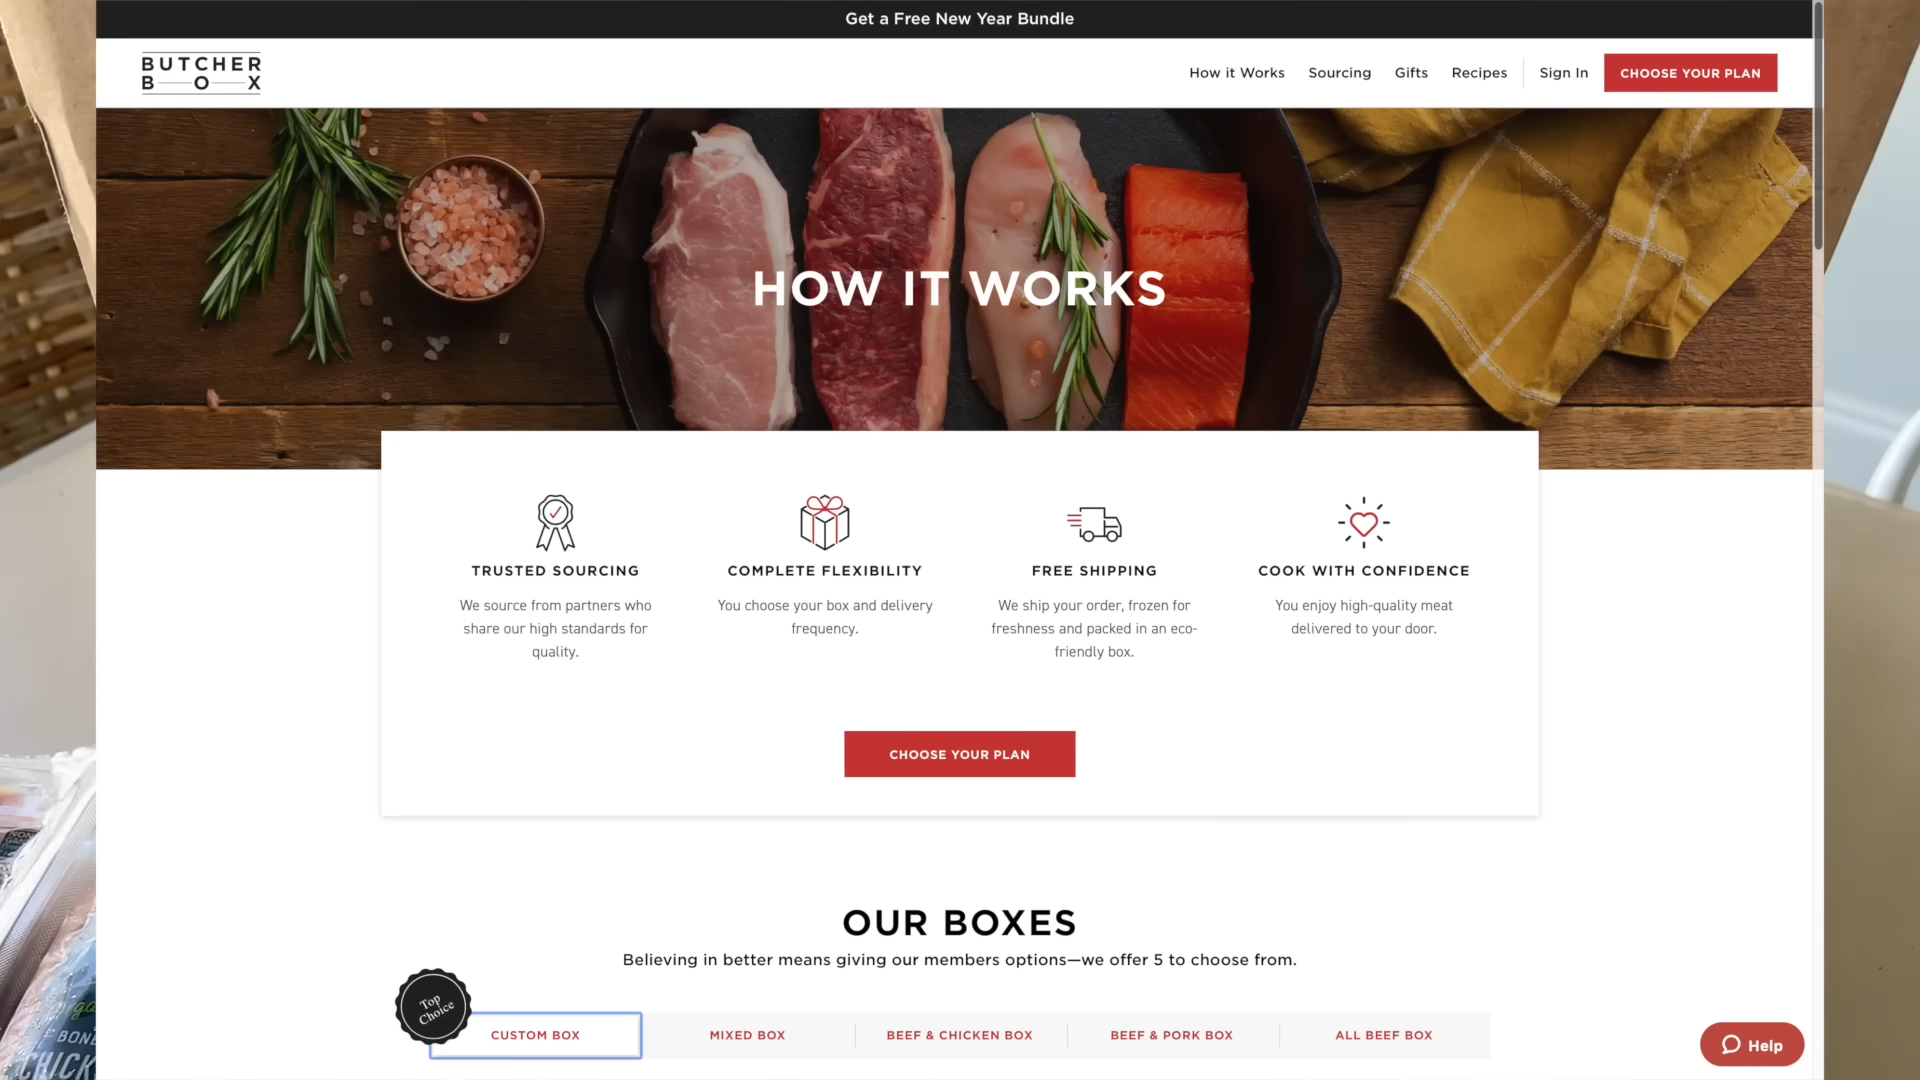 Get a Free New Year Bundle
BUTCHER
BOX
How it Works
Sourcing
Gifts
Recipes
Sign In
CHOOSE YOUR PLAN
HOW IT WORKS
TRUSTED SOURCING
We source from partners who
share our high standards for
quality.
COMPLETE FLEXIBILITY
You choose your box and delivery
frequency.
FREE SHIPPING
We ship your order, frozen for
freshness and packed in an eco-
friendly box.
COOK WITH CONFIDENCE
You enjoy high-quality meat
delivered to your door.
CHOOSE YOUR PLAN
OUR BOXES
Believing in better means giving our members options—we offer 5 to choose from.
Top
Choice
CUSTOM BOX
MIXED BOX
BEEF & CHICKEN BOX
BEEF & PORK BOX
ALL BEEF BOX
Help